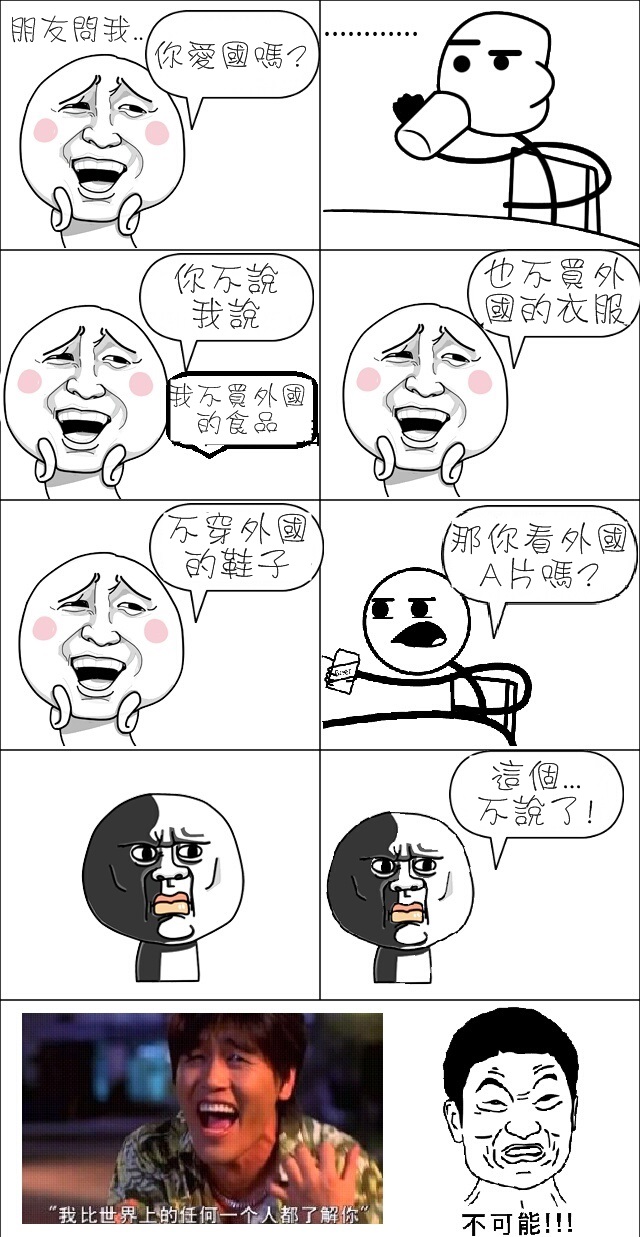 朋友問我..
你愛國嗎?
............
你不說
我說
我不買外國
的食品
也不買外
國的衣服
不穿外國
的鞋子
那你看外國
A片嗎?
這個...
不說了!
"我比世界上的任何一个人都了解你"
不可能!!!